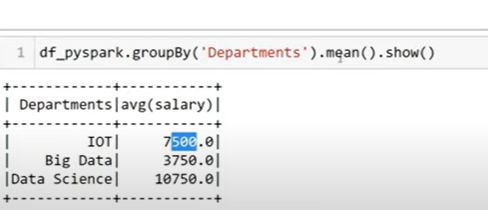 1 df_pyspark.groupBy('Departments').mean().show()
+------------+-----------+
| Departments|avg(salary)|
+------------+-----------+
|         IOT|     7500.0|
|    Big Data|     3750.0|
|Data Science|    10750.0|
+------------+-----------+